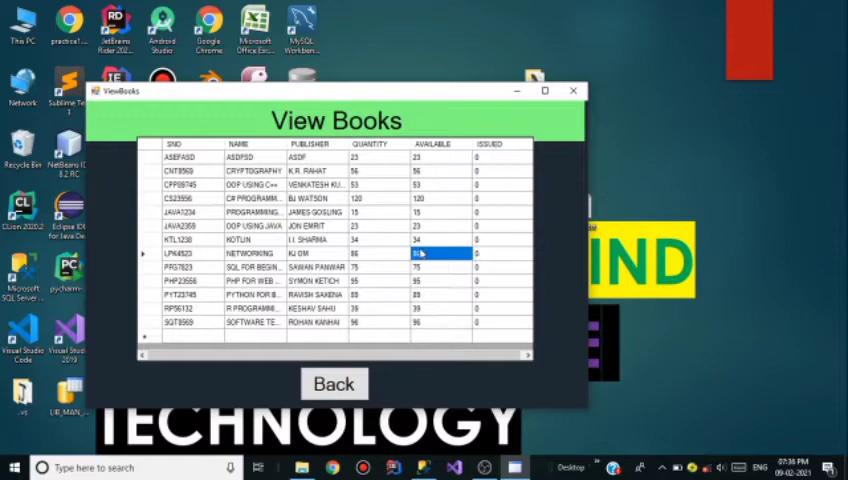 This PC
practice1...
JetBrains
Rider 202...
Android
Studio
Google
Chrome
Microsoft
Office Exc...
MySQL
Workben...
Network
Sublime Te
ViewBooks
View Books
SNO NAME PUBLISHER QUANTITY AVAILABLE ISSUED
ASEFASD ASDFSD ASDF 23 23 0
CNT8569 CRYPTOGRAPHY K.R. RAHAT 56 56 0
CPP89745 OOP USING C++ VENKATESH KU... 53 53 0
CS23556 C# PROGRAMM... BJ WATSON 120 120 0
JAVA1234 PROGRAMMING... JAMES GOSLING 15 15 0
JAVA2359 OOP USING JAVA JON EMRIT 23 23 0
KTL1238 KOTLIN I.I. SHARMA 34 34 0
LPK4523 NETWORKING KJ OM 86 0
PFG7823 SQL FOR BEGIN... SAWAN PANWAR 75 75 0
PHP23556 PHP FOR WEB ... SYMON KETICH 95 95 0
PYT23745 PYTHON FOR B... RAVISH SAXENA 89 89 0
RP56132 R PROGRAMMI... KESHAV SAHU 39 39 0
SQT8569 SOFTWARE TE... ROHAN KANHAI 96 96 0
Back
Recycle Bin
NetBeans ID
8.2 RC
CLion 2020.2
Eclipse IDE
for Java De
Microsoft
SQL Server
pycharm-
Visual Studio
Code
Visual Studio
2019
.vs
LIB_MAN_
IND
TECHNOLOGY
Type here to search
Desktop
ENG
07:36 PM
09-02-2021